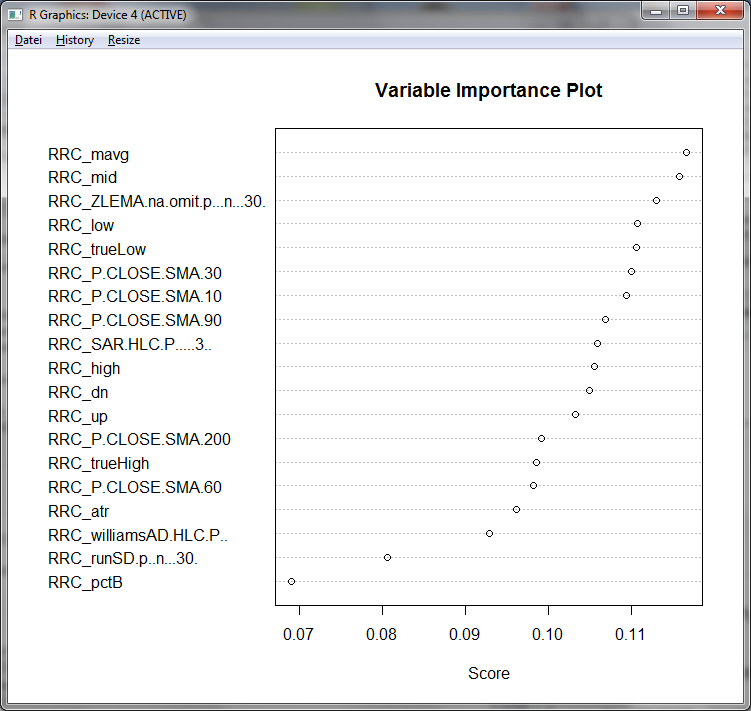 R Graphics: Device 4 (ACTIVE)
Datei History Resize
Variable Importance Plot
RRC_mavg
RRC_mid
RRC_ZLEMA.na.omit.p...n...30.
RRC_low
RRC_trueLow
RRC_P.CLOSE.SMA.30
RRC_P.CLOSE.SMA.10
RRC_P.CLOSE.SMA.90
RRC_SAR.HLC.P.....3..
RRC_high
RRC_dn
RRC_up
RRC_P.CLOSE.SMA.200
RRC_trueHigh
RRC_P.CLOSE.SMA.60
RRC_atr
RRC_williamsAD.HLC.P..
RRC_runSD.p..n...30.
RRC_pctB
0.07 0.08 0.09 0.10 0.11
Score